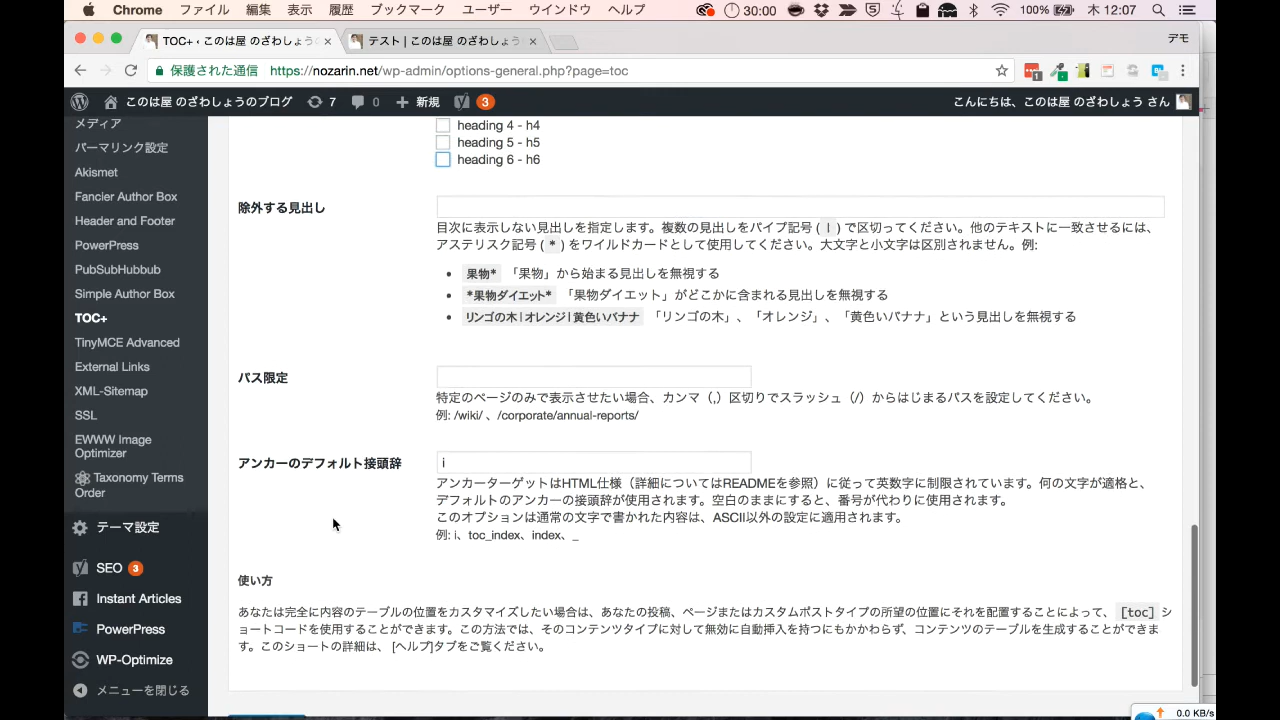 Chrome ファイル 編集 表示 履歴 ブックマーク ユーザー ウインドウ ヘルプ 30:00 100% 木 12:07
TOC+ ‹ このは屋 のざわしょうの × テスト | このは屋 のざわしょう × デモ
保護された通信 https://nozarin.net/wp-admin/options-general.php?page=toc
このは屋 のざわしょうのブログ 7 0 新規 3 こんにちは、このは屋 のざわしょう さん
メディア
パーマリンク設定
Akismet
Fancier Author Box
Header and Footer
PowerPress
PubSubHubbub
Simple Author Box
TOC+
TinyMCE Advanced
External Links
XML-Sitemap
SSL
EWWW Image
Optimizer
Taxonomy Terms
Order
テーマ設定
SEO 3
Instant Articles
PowerPress
WP-Optimize
メニューを閉じる
heading 4 - h4
heading 5 - h5
heading 6 - h6
除外する見出し
目次に表示しない見出しを指定します。複数の見出しをパイプ記号 ( | ) で区切ってください。他のテキストに一致させるには、
アステリスク記号 ( * ) をワイルドカードとして使用してください。大文字と小文字は区別されません。例:
• 果物* 「果物」から始まる見出しを無視する
• *果物ダイエット* 「果物ダイエット」がどこかに含まれる見出しを無視する
• リンゴの木|オレンジ|黄色いバナナ 「リンゴの木」、「オレンジ」、「黄色いバナナ」という見出しを無視する
パス限定
特定のページのみで表示させたい場合、カンマ（,）区切りでスラッシュ（/）からはじまるパスを設定してください。
例: /wiki/ 、/corporate/annual-reports/
アンカーのデフォルト接頭辞
i
アンカーターゲットはHTML仕様（詳細についてはREADMEを参照）に従って英数字に制限されています。何の文字が適格と、
デフォルトのアンカーの接頭辞が使用されます。空白のままにすると、番号が代わりに使用されます。
このオプションは通常の文字で書かれた内容は、ASCII以外の設定に適用されます。
例: i、toc_index、index、_
使い方
あなたは完全に内容のテーブルの位置をカスタマイズしたい場合は、あなたの投稿、ページまたはカスタムポストタイプの所望の位置にそれを配置することによって、 [toc] シ
ョートコードを使用することができます。この方法では、そのコンテンツタイプに対して無効に自動挿入を持つにもかかわらず、コンテンツのテーブルを生成することができま
す。このショートの詳細は、 [ヘルプ]タブをご覧ください。
0.0 KB/s